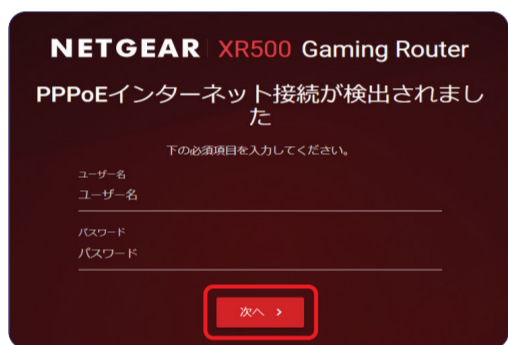 NETGEAR XR500 Gaming Router
PPPoEインターネット接続が検出されまし
た
下の必須項目を入力してください。
ユーザー名
ユーザー名
パスワード
パスワード
次へ >